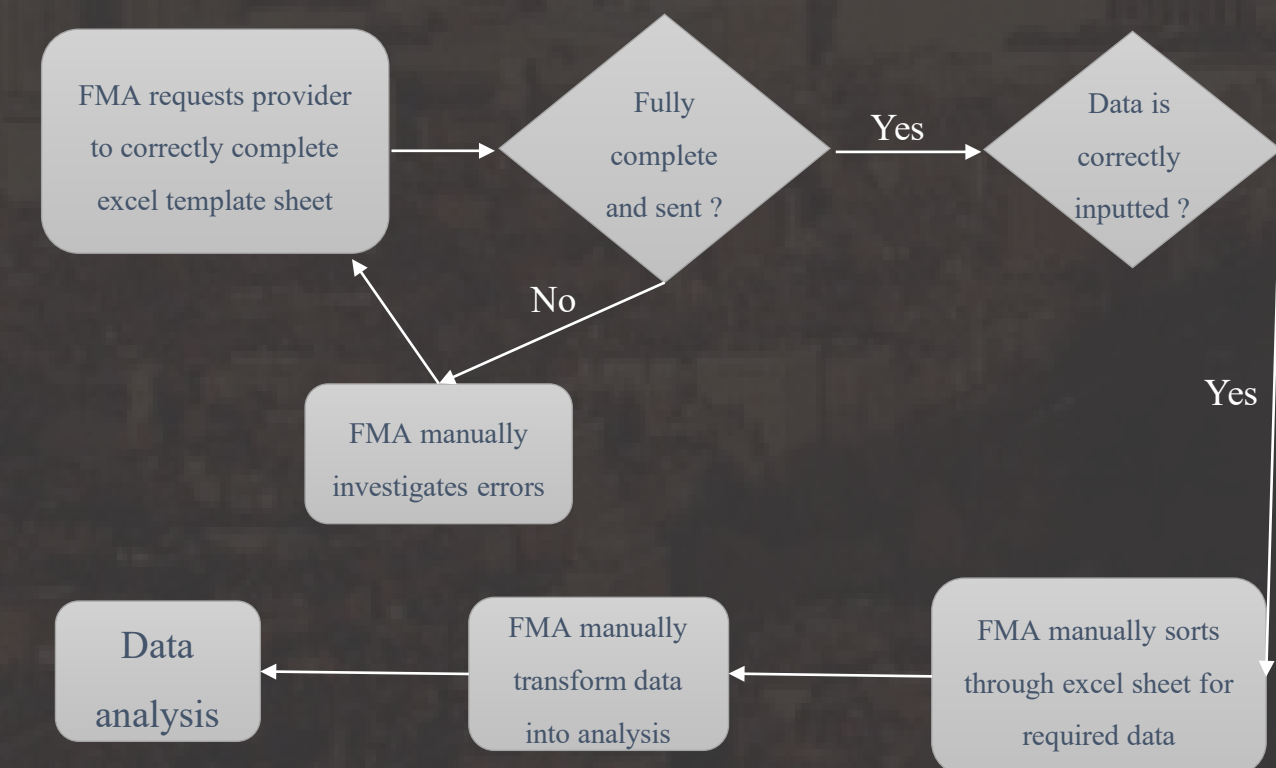 FMA requests provider
to correctly complete
excel template sheet
Fully
complete
and sent ?
Yes
Data is
correctly
inputted ?
No
FMA manually
investigates errors
Yes
FMA manually sorts
through excel sheet for
required data
FMA manually
transform data
into analysis
Data
analysis